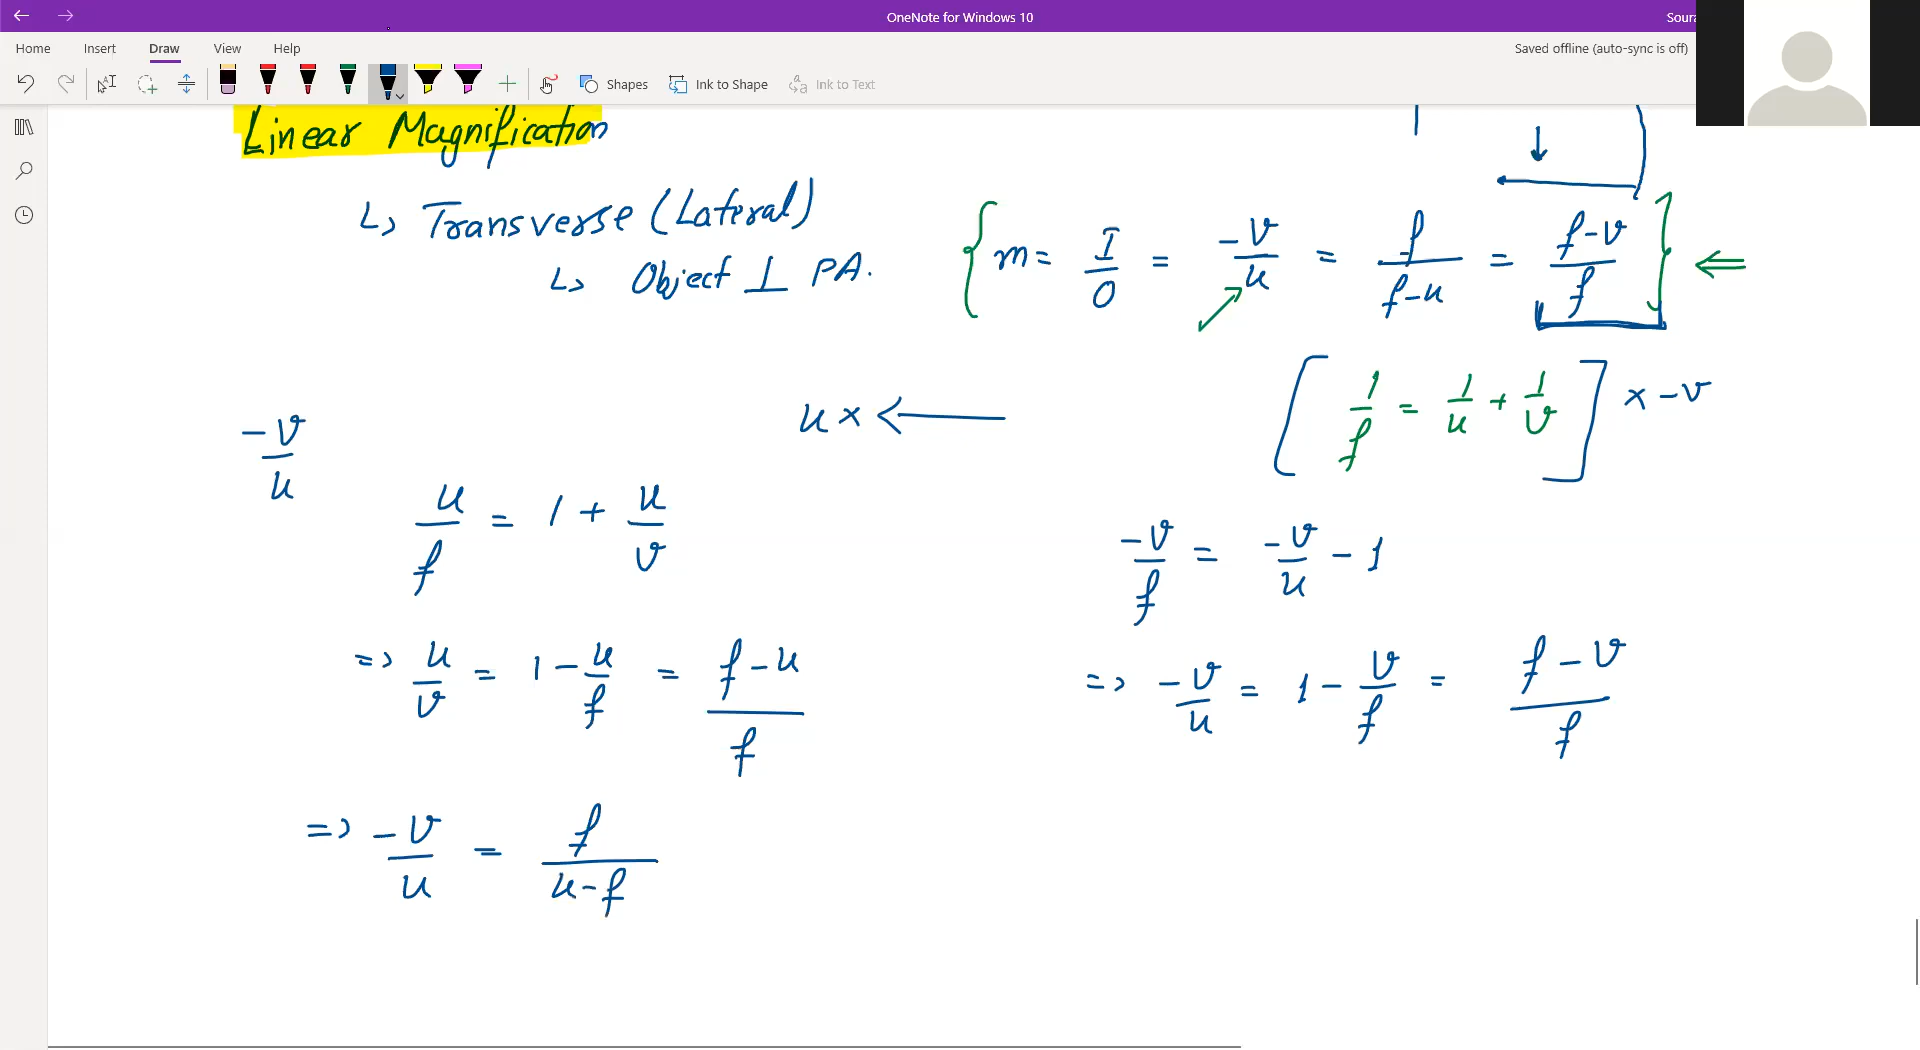 OneNote for Windows 10
Soura
Home Insert Draw View Help
Saved offline (auto-sync is off)
Shapes Ink to Shape Ink to Text
Linear Magnification
↳ Transverse (Lateral)
↳ Object ⊥ PA.
{ m = I/O = -v/u = f/(f-u) = (f-v)/f } ⇐
[ 1/f = 1/u + 1/v ] x -v
u x ←
-v/u
u/f = 1 + u/v
=> u/v = 1 - u/f = (f-u)/f
=> -v/u = f/(u-f)
-v/f = -v/u - 1
=> -v/u = 1 - v/f = (f-v)/f